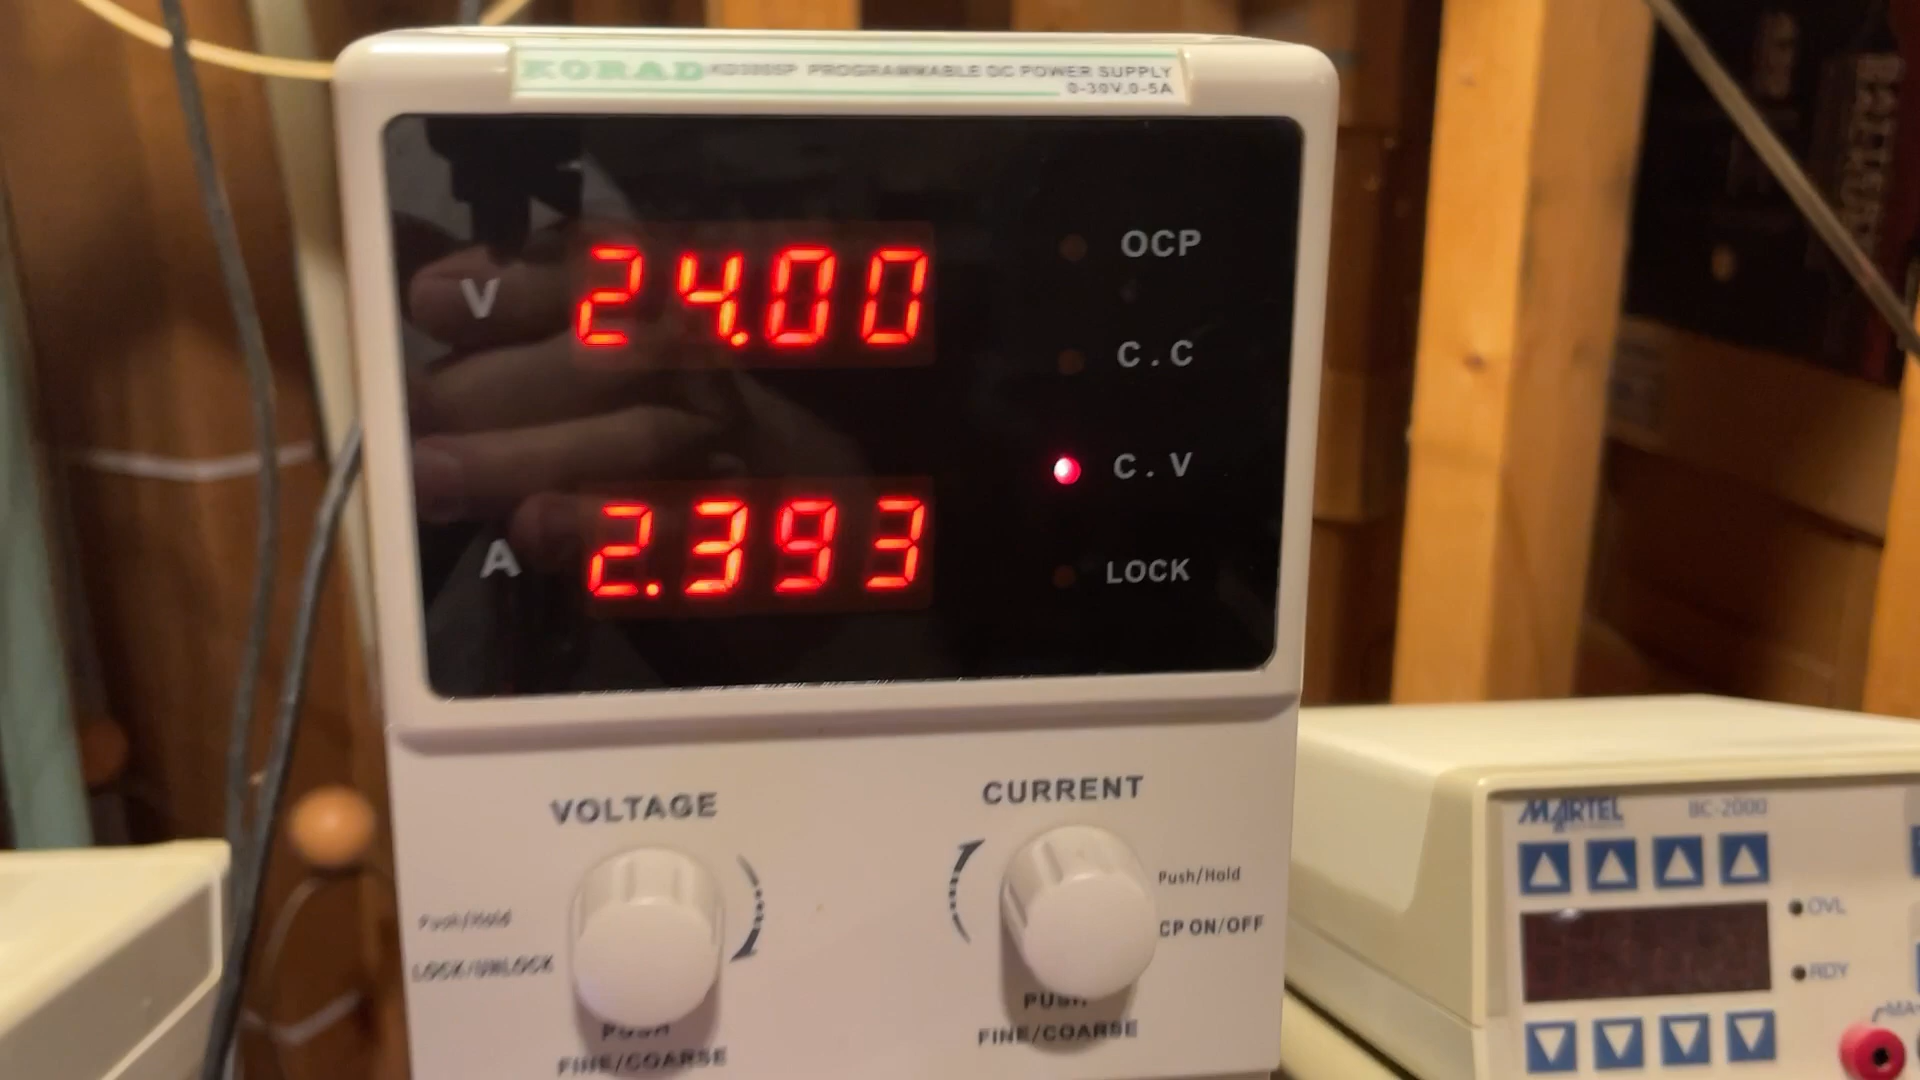 KORAD KD3005P PROGRAMMABLE DC POWER SUPPLY
0-30V,0-5A
V 24.00
OCP
C.C
C.V
A 2.393
LOCK
VOLTAGE
CURRENT
Push/Hold
LOCK/UNLOCK
PUSH
FINE/COARSE
Push/Hold
CP ON/OFF
PUSH
FINE/COARSE
MARTEL BC-2000
OVL
RDY